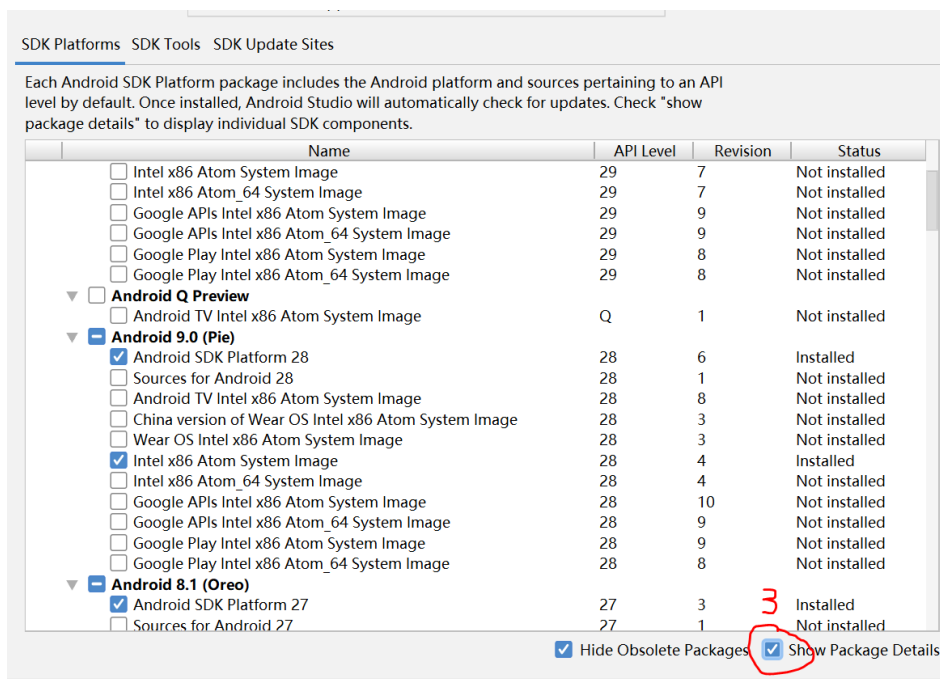 SDK Platforms SDK Tools SDK Update Sites
Each Android SDK Platform package includes the Android platform and sources pertaining to an API
level by default. Once installed, Android Studio will automatically check for updates. Check "show
package details" to display individual SDK components.
Name API Level Revision Status
Intel x86 Atom System Image 29 7 Not installed
Intel x86 Atom_64 System Image 29 7 Not installed
Google APIs Intel x86 Atom System Image 29 9 Not installed
Google APIs Intel x86 Atom_64 System Image 29 9 Not installed
Google Play Intel x86 Atom System Image 29 8 Not installed
Google Play Intel x86 Atom_64 System Image 29 8 Not installed
Android Q Preview
Android TV Intel x86 Atom System Image Q 1 Not installed
Android 9.0 (Pie)
Android SDK Platform 28 28 6 Installed
Sources for Android 28 28 1 Not installed
Android TV Intel x86 Atom System Image 28 8 Not installed
China version of Wear OS Intel x86 Atom System Image 28 3 Not installed
Wear OS Intel x86 Atom System Image 28 3 Not installed
Intel x86 Atom System Image 28 4 Installed
Intel x86 Atom_64 System Image 28 4 Not installed
Google APIs Intel x86 Atom System Image 28 10 Not installed
Google APIs Intel x86 Atom_64 System Image 28 9 Not installed
Google Play Intel x86 Atom System Image 28 9 Not installed
Google Play Intel x86 Atom_64 System Image 28 8 Not installed
Android 8.1 (Oreo)
Android SDK Platform 27 27 3 Installed
3
Sources for Android 27 27 1 Not installed
Hide Obsolete Packages Show Package Details